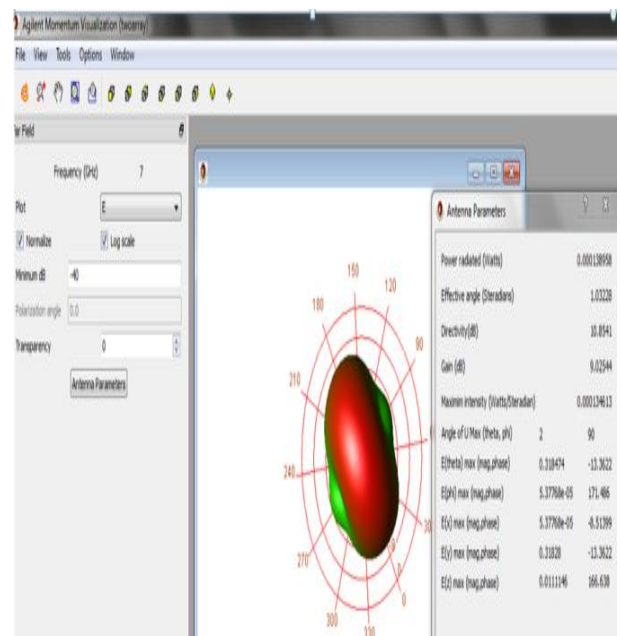 Agilent Momentum Visualization (twoarray)
File View Tools Options Window
Far Field
Frequency (GHz) 7
Plot E
Normalize Log scale
Minimum dB -40
Polarization angle 0.0
Transparency 0
Antenna Parameters
150
180 120
210 90
240
270
300 330 0
Antenna Parameters
Power radiated (Watts) 0.000138958
Effective angle (Steradians) 1.03228
Directivity(dB) 10.8541
Gain (dB) 9.02544
Maximim intensity (Watts/Steradian) 0.000134613
Angle of U Max (theta, phi) 2 90
E(theta) max (mag,phase) 0.318474 -13.3622
E(phi) max (mag,phase) 5.37768e-05 171.486
E(x) max (mag,phase) 5.37768e-05 -8.51399
E(y) max (mag,phase) 0.31828 -13.3622
E(z) max (mag,phase) 0.0111146 166.638